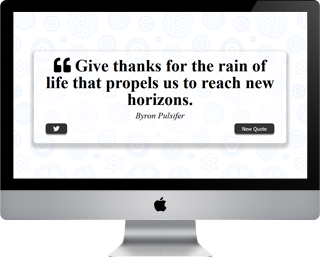 Give thanks for the rain of
life that propels us to reach new
horizons.
Byron Pulsifer
New Quote